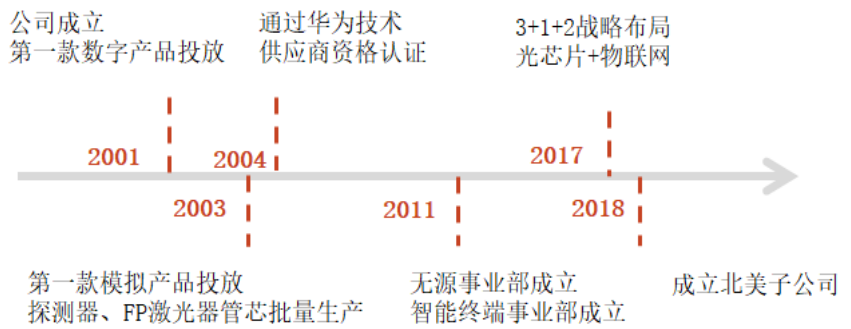 公司成立
第一款数字产品投放
通过华为技术
供应商资格认证
3+1+2战略布局
光芯片+物联网
2001
2004
2017
2003
2011
2018
第一款模拟产品投放
探测器、FP激光器管芯批量生产
无源事业部成立
智能终端事业部成立
成立北美子公司